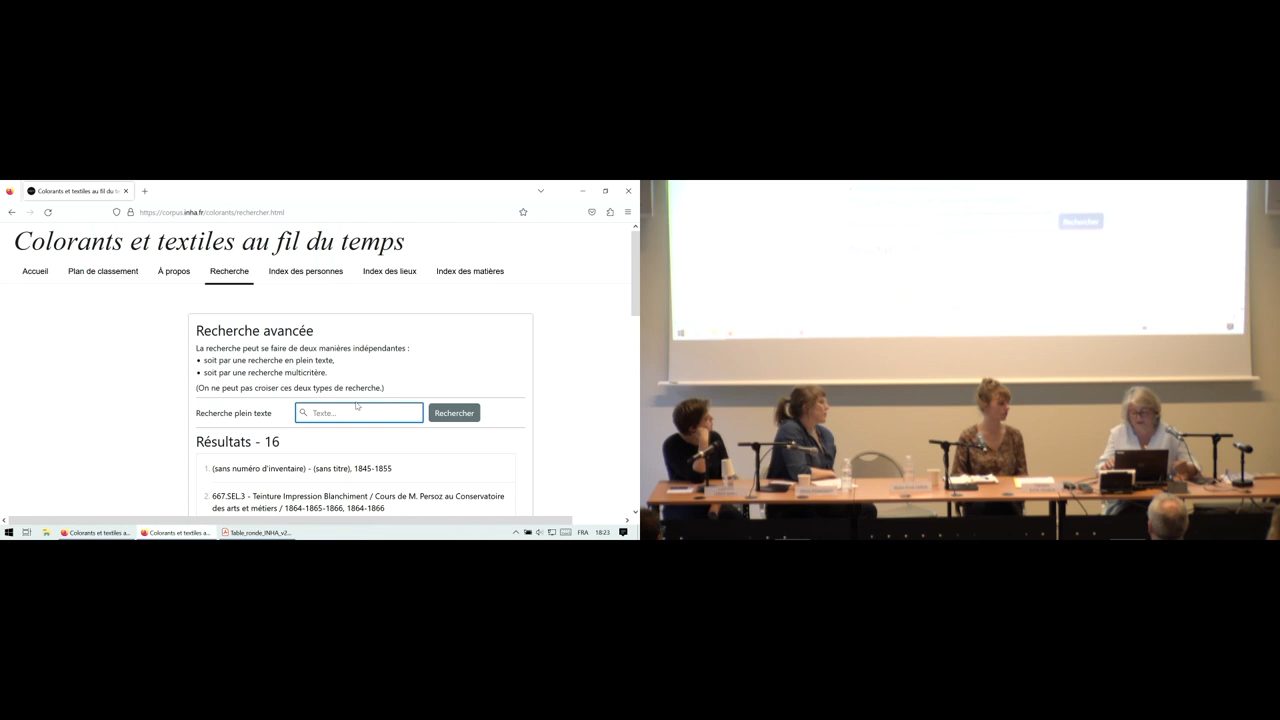 Colorants et textiles au fil du t
https://corpus.inha.fr/colorants/rechercher.html
Colorants et textiles au fil du temps
Accueil Plan de classement À propos Recherche Index des personnes Index des lieux Index des matières
Recherche avancée
La recherche peut se faire de deux manières indépendantes :
• soit par une recherche en plein texte,
• soit par une recherche multicritère.
(On ne peut pas croiser ces deux types de recherche.)
Recherche plein texte Texte... Rechercher
Résultats - 16
1. (sans numéro d'inventaire) - (sans titre), 1845-1855
2. 667.SEL.3 - Teinture Impression Blanchiment / Cours de M. Persoz au Conservatoire
des arts et métiers / 1864-1865-1866, 1864-1866
Colorants et textiles a... Colorants et textiles a... Table_ronde_INHA_v2... FRA 18:23
Rechercher